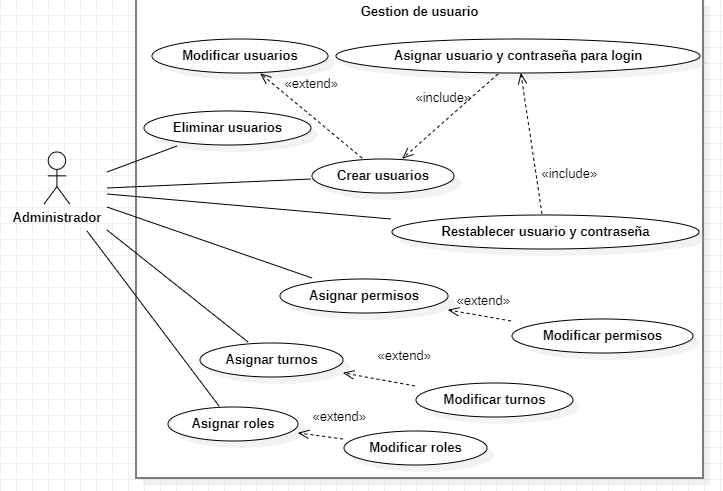 Gestion de usuario
Modificar usuarios
Asignar usuario y contraseña para login
«extend»
«include»
Eliminar usuarios
Crear usuarios
«include»
Administrador
Restablecer usuario y contraseña
Asignar permisos
«extend»
Modificar permisos
Asignar turnos
«extend»
Modificar turnos
Asignar roles
«extend»
Modificar roles